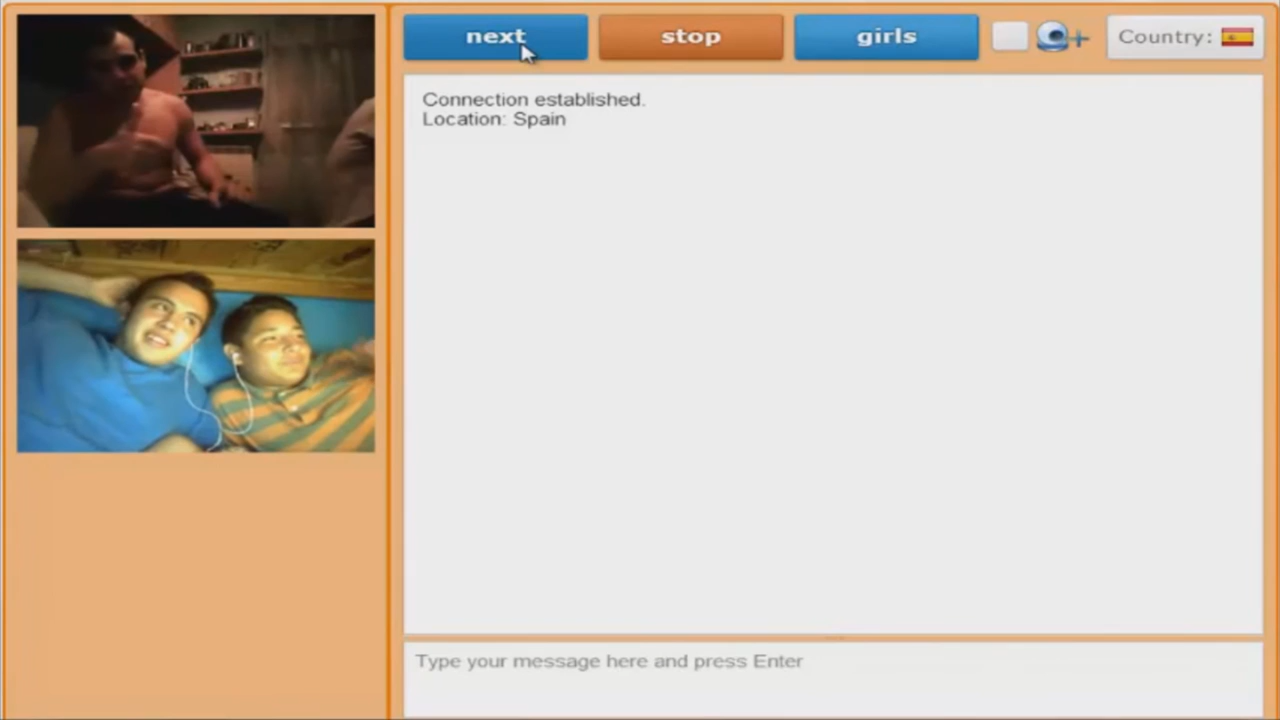 next
stop
girls
Country:
Connection established.
Location: Spain
Type your message here and press Enter